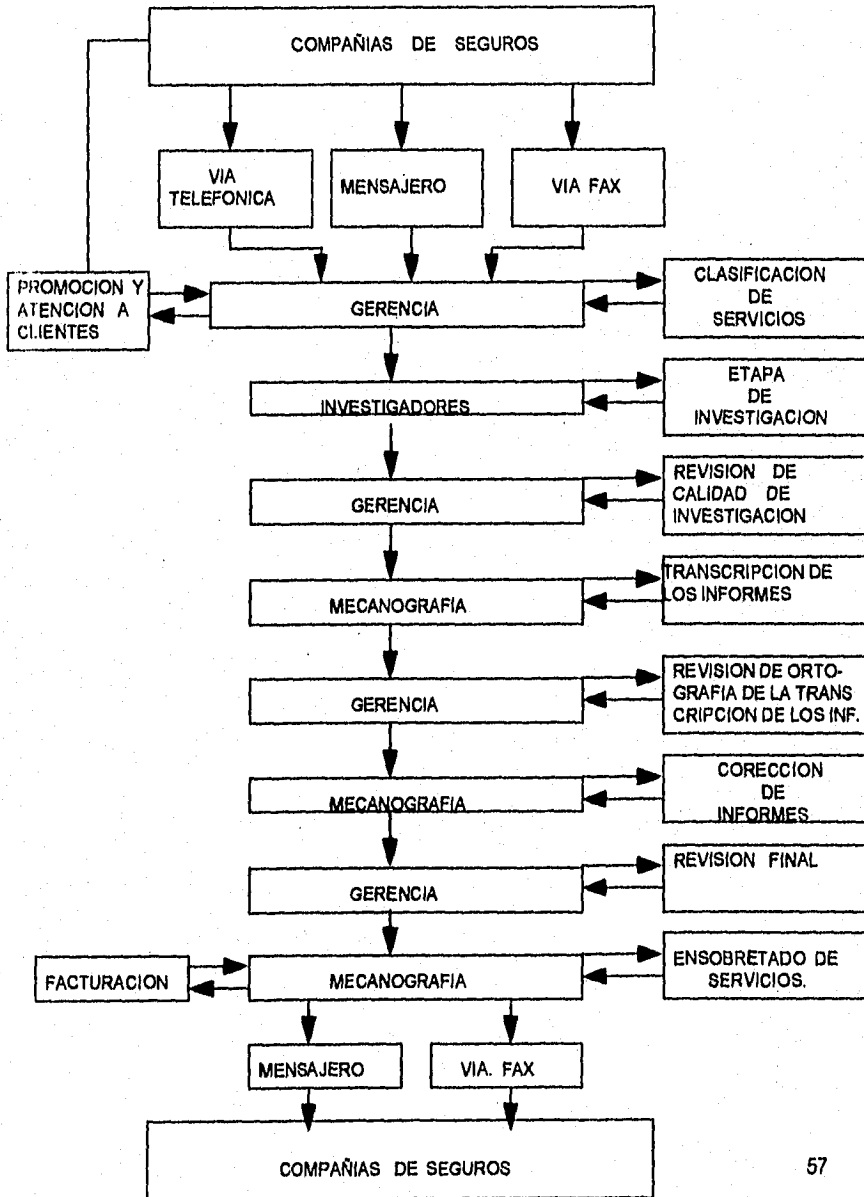 COMPAÑIAS DE SEGUROS
VIA
TELEFONICA
MENSAJERO
VIA FAX
PROMOCION Y
ATENCION A
CLIENTES
GERENCIA
CLASIFICACION
DE
SERVICIOS
INVESTIGADORES
ETAPA
DE
INVESTIGACION
GERENCIA
REVISION DE
CALIDAD DE
INVESTIGACION
MECANOGRAFIA
TRANSCRIPCION DE
LOS INFORMES
GERENCIA
REVISION DE ORTO-
GRAFIA DE LA TRANS
CRIPCION DE LOS INF.
MECANOGRAFIA
CORECCION
DE
INFORMES
GERENCIA
REVISION FINAL
FACTURACION
MECANOGRAFIA
ENSOBRETADO DE
SERVICIOS.
MENSAJERO
VIA. FAX
COMPAÑIAS DE SEGUROS
57